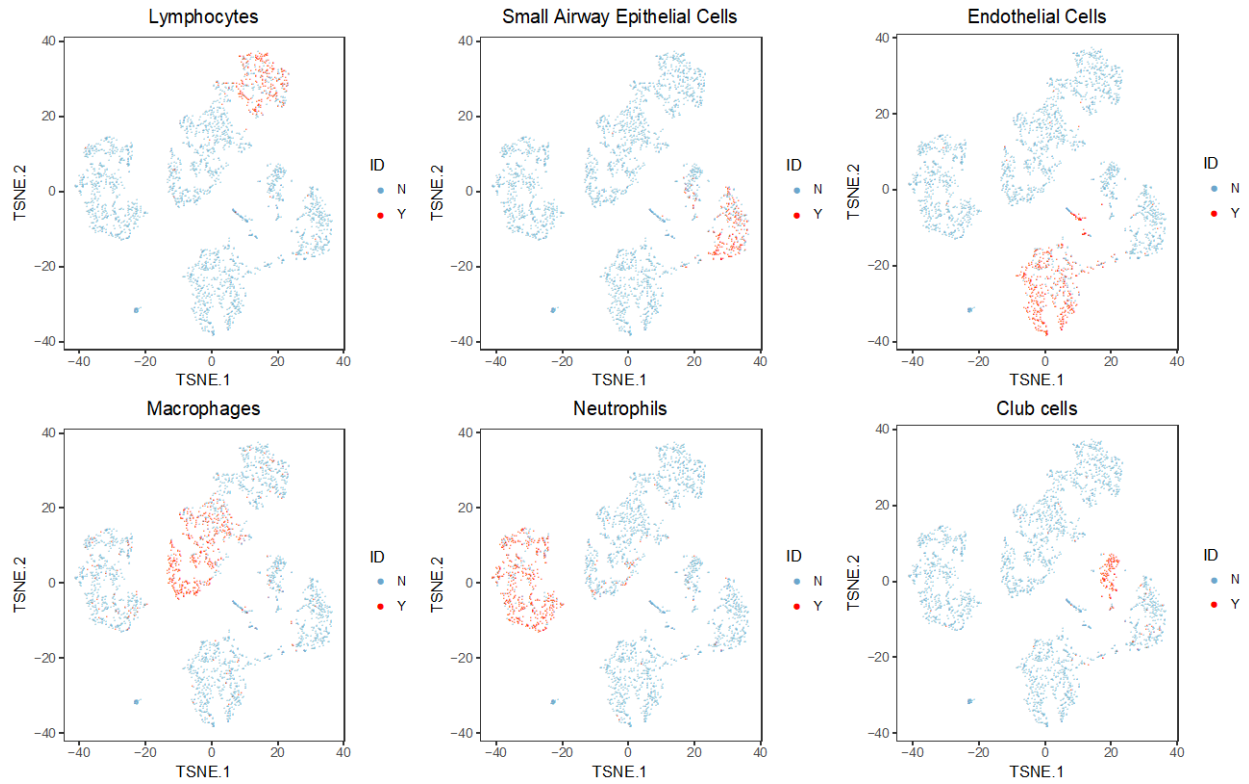 Lymphocytes
40
20
0
−20
−40
TSNE.2
−40 −20 0 20 40
TSNE.1
ID
N
Y
Small Airway Epithelial Cells
40
20
0
−20
−40
TSNE.2
−40 −20 0 20 40
TSNE.1
ID
N
Y
Endothelial Cells
40
20
0
−20
−40
TSNE.2
−40 −20 0 20 40
TSNE.1
ID
N
Y
Macrophages
40
20
0
−20
−40
TSNE.2
−40 −20 0 20 40
TSNE.1
ID
N
Y
Neutrophils
40
20
0
−20
−40
TSNE.2
−40 −20 0 20 40
TSNE.1
ID
N
Y
Club cells
40
20
0
−20
−40
TSNE.2
−40 −20 0 20 40
TSNE.1
ID
N
Y